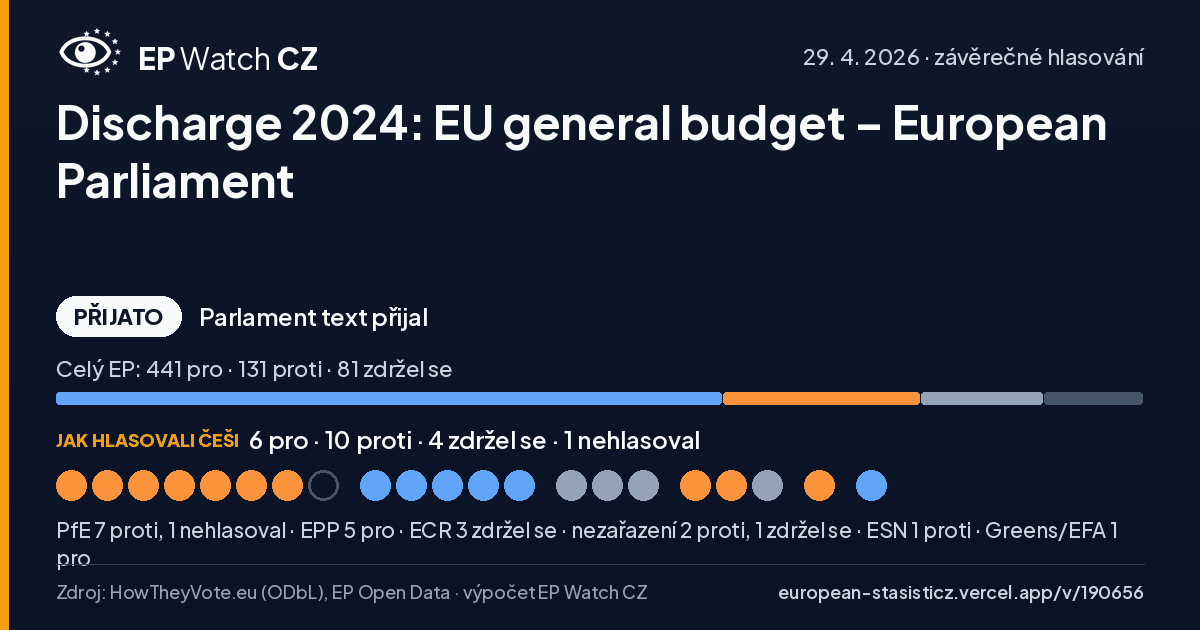 EP Watch CZ
29. 4. 2026 · závěrečné hlasování
Discharge 2024: EU general budget – European
Parliament
PŘIJATO Parlament text přijal
Celý EP: 441 pro · 131 proti · 81 zdržel se
JAK HLASOVALI ČEŠI 6 pro · 10 proti · 4 zdržel se · 1 nehlasoval
PfE 7 proti, 1 nehlasoval · EPP 5 pro · ECR 3 zdržel se · nezařazení 2 proti, 1 zdržel se · ESN 1 proti · Greens/EFA 1
pro
Zdroj: HowTheyVote.eu (ODbL), EP Open Data · výpočet EP Watch CZ
european-stasisticz.vercel.app/v/190656